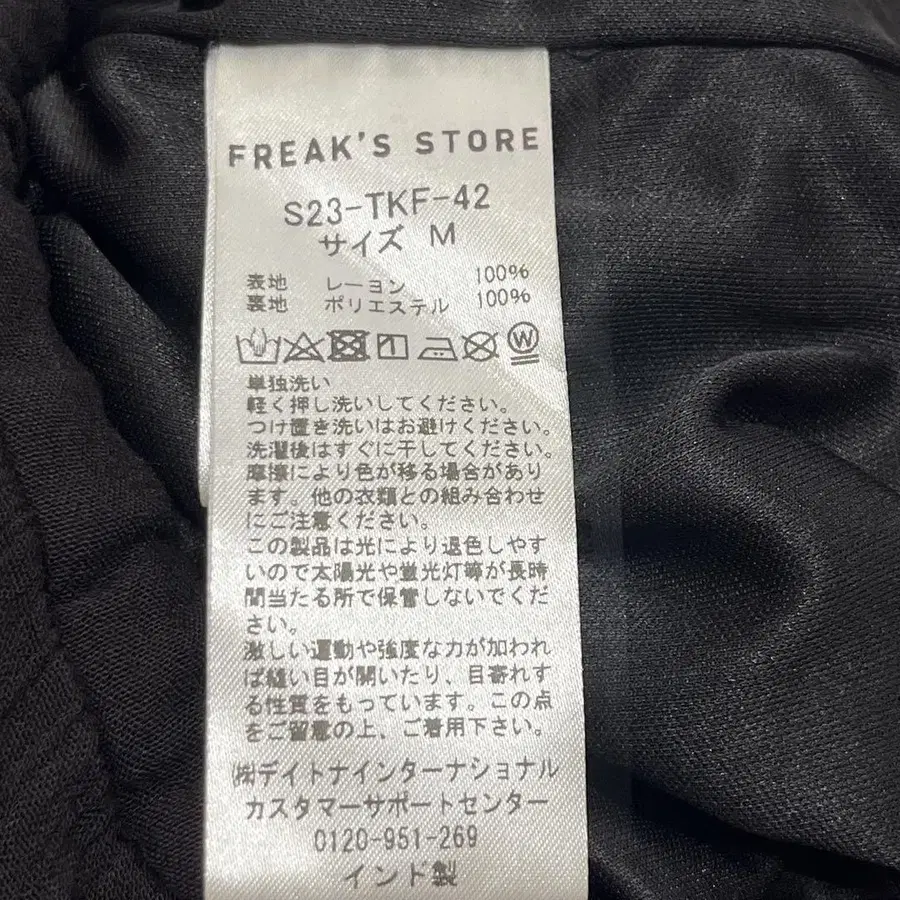 FREAK'S STORE
S23-TKF-42
サイズ M
表地 レーヨン 100%
裏地 ポリエステル 100%
W
単独洗い
軽く押し洗いしてください。
つけ置き洗いはお避けください。
洗濯後はすぐに干してください。
摩擦により色が移る場合があり
ます。他の衣類との組み合わせ
にご注意ください。
この製品は光により退色しやす
いので太陽光や蛍光灯等が長時
間当たる所で保管しないでくだ
さい。
激しい運動や強度な力が加われ
ば縫い目が開いたり、目寄れす
る性質をもっています。この点
をご留意の上、ご着用下さい。
㈱デイトナインターナショナル
カスタマーサポートセンター
0120-951-269
インド製